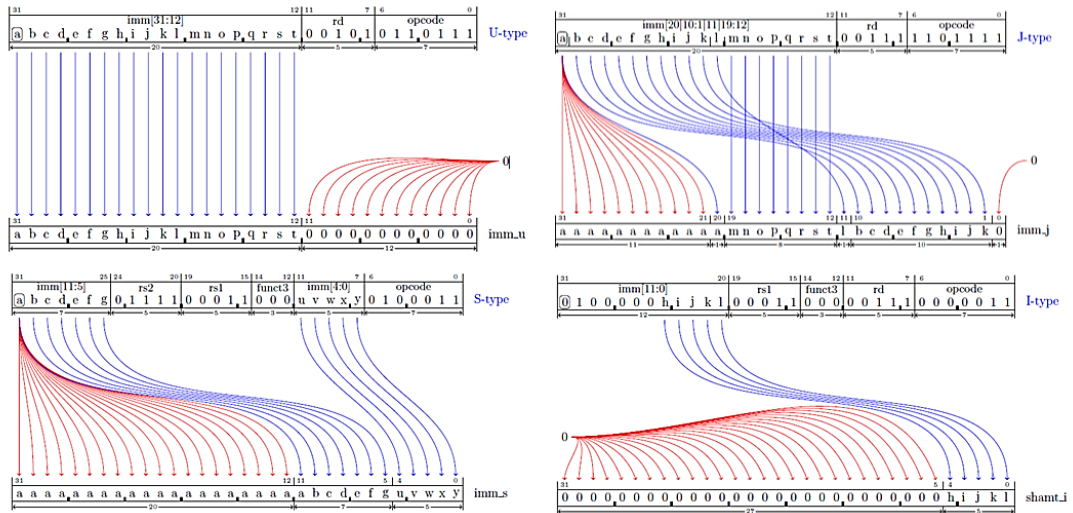 31 12 11 7 6 0
imm[31:12] rd opcode
a b c d e f g h i j k l m n o p q r s t 0 0 1 0 1 0 1 1 0 1 1 1 U-type
20 5 7
0
31 12 11 0
a b c d e f g h i j k l m n o p q r s t 0 0 0 0 0 0 0 0 0 0 0 0 imm_u
20 12
31 12 11 7 6 0
imm[20|10:1|11|19:12] rd opcode
a b c d e f g h i j k l m n o p q r s t 0 0 1 1 1 1 1 0 1 1 1 1 J-type
20 5 7
0
31 21 20 19 12 11 10 1 0
a a a a a a a a a a a a m n o p q r s t l b c d e f g h i j k 0 imm_j
11 1 8 1 10 1
31 25 24 20 19 15 14 12 11 7 6 0
imm[11:5] rs2 rs1 funct3 imm[4:0] opcode
a b c d e f g 0 1 1 1 1 0 0 0 1 1 0 0 0 u v w x y 0 1 0 0 0 1 1 S-type
7 5 5 3 5 7
31 12 11 5 4 0
a a a a a a a a a a a a a a a a a a a a a b c d e f g u v w x y imm_s
20 7 5
31 20 19 15 14 12 11 7 6 0
imm[11:0] rs1 funct3 rd opcode
0 1 0 0 0 0 0 h i j k l 0 0 0 1 1 0 0 0 0 0 1 1 1 0 0 0 0 0 1 1 I-type
12 5 3 5 7
0
31 5 4 0
0 0 0 0 0 0 0 0 0 0 0 0 0 0 0 0 0 0 0 0 0 0 0 0 0 0 0 h i j k l shamt_i
27 5